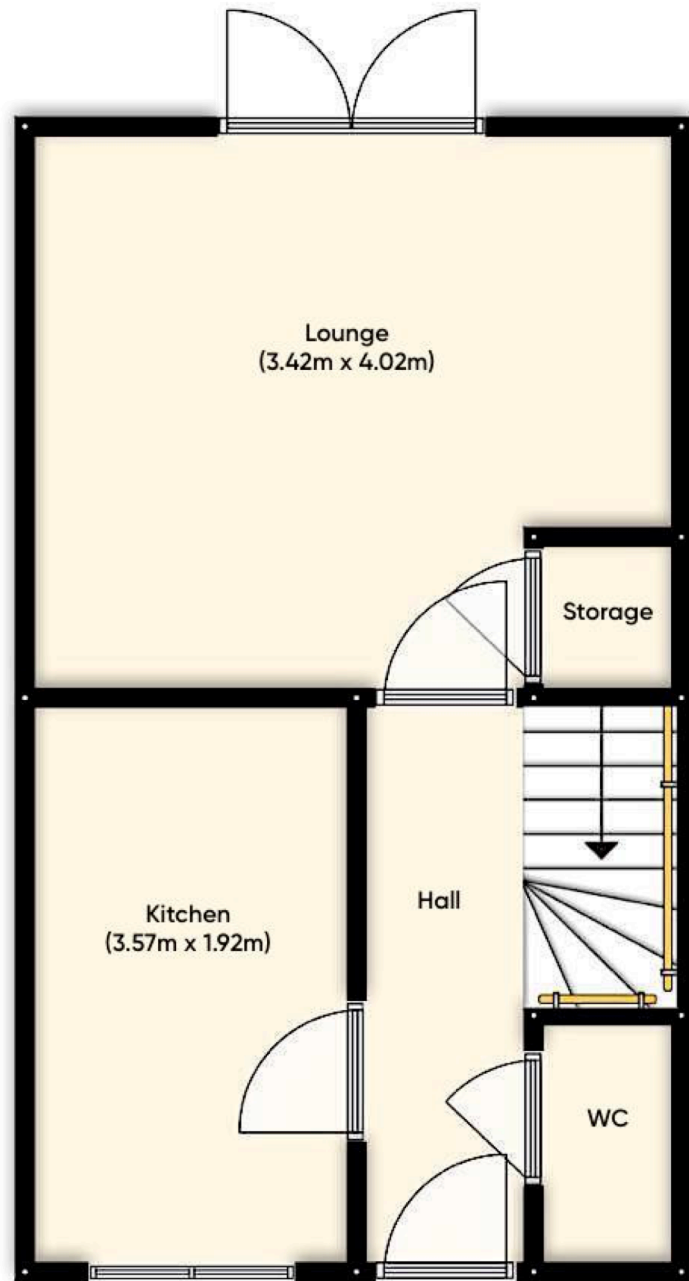 Lounge
(3.42m x 4.02m)
Storage
Hall
Kitchen
(3.57m x 1.92m)
WC